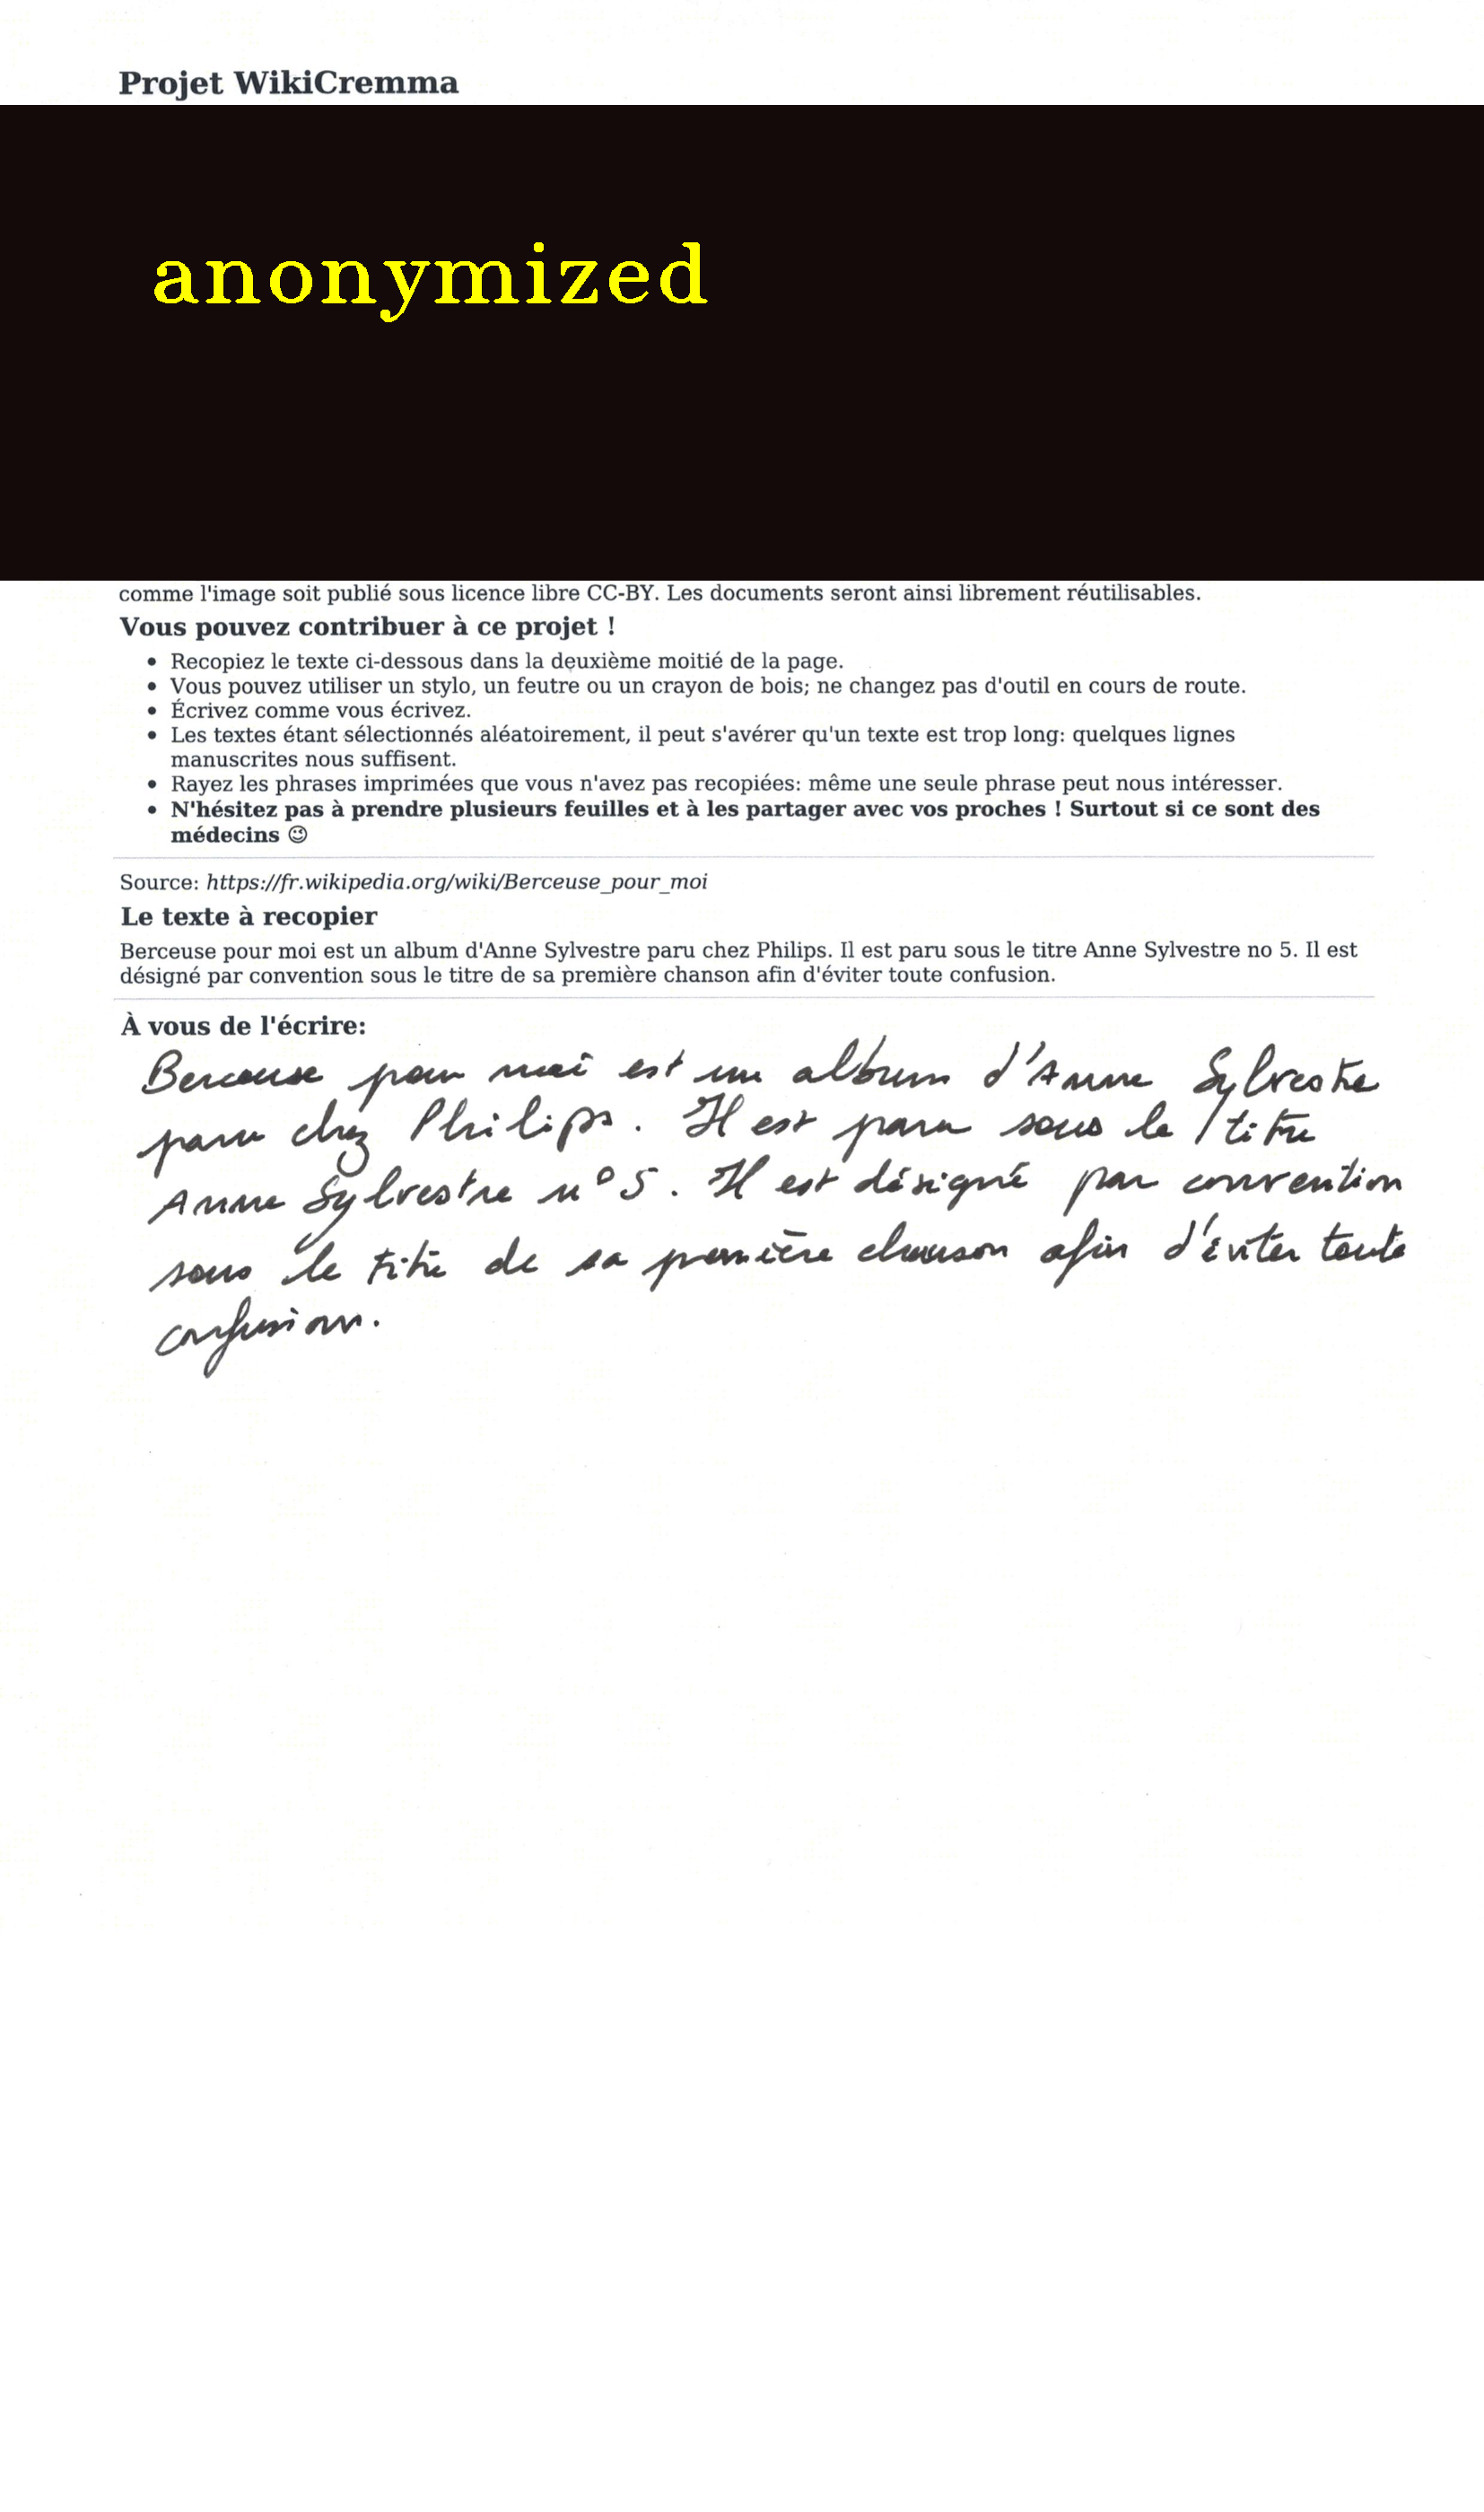 Projet WikiCremma
anonymized
comme l'image soit publié sous licence libre CC-BY. Les documents seront ainsi librement réutilisables.
Vous pouvez contribuer à ce projet !
• Recopiez le texte ci-dessous dans la deuxième moitié de la page.
• Vous pouvez utiliser un stylo, un feutre ou un crayon de bois; ne changez pas d'outil en cours de route.
• Écrivez comme vous écrivez.
• Les textes étant sélectionnés aléatoirement, il peut s'avérer qu'un texte est trop long: quelques lignes
manuscrites nous suffisent.
• Rayez les phrases imprimées que vous n'avez pas recopiées: même une seule phrase peut nous intéresser.
• N'hésitez pas à prendre plusieurs feuilles et à les partager avec vos proches ! Surtout si ce sont des
médecins 😉
Source: https://fr.wikipedia.org/wiki/Berceuse_pour_moi
Le texte à recopier
Berceuse pour moi est un album d'Anne Sylvestre paru chez Philips. Il est paru sous le titre Anne Sylvestre no 5. Il est
désigné par convention sous le titre de sa première chanson afin d'éviter toute confusion.
À vous de l'écrire:
Berceuse pour moi est un album d'Anne Sylvestre
paru chez Philips. Il est paru sous le titre
Anne Sylvestre n°5. Il est désigné par convention
sous le titre de sa première chanson afin d'éviter toute
confusion.